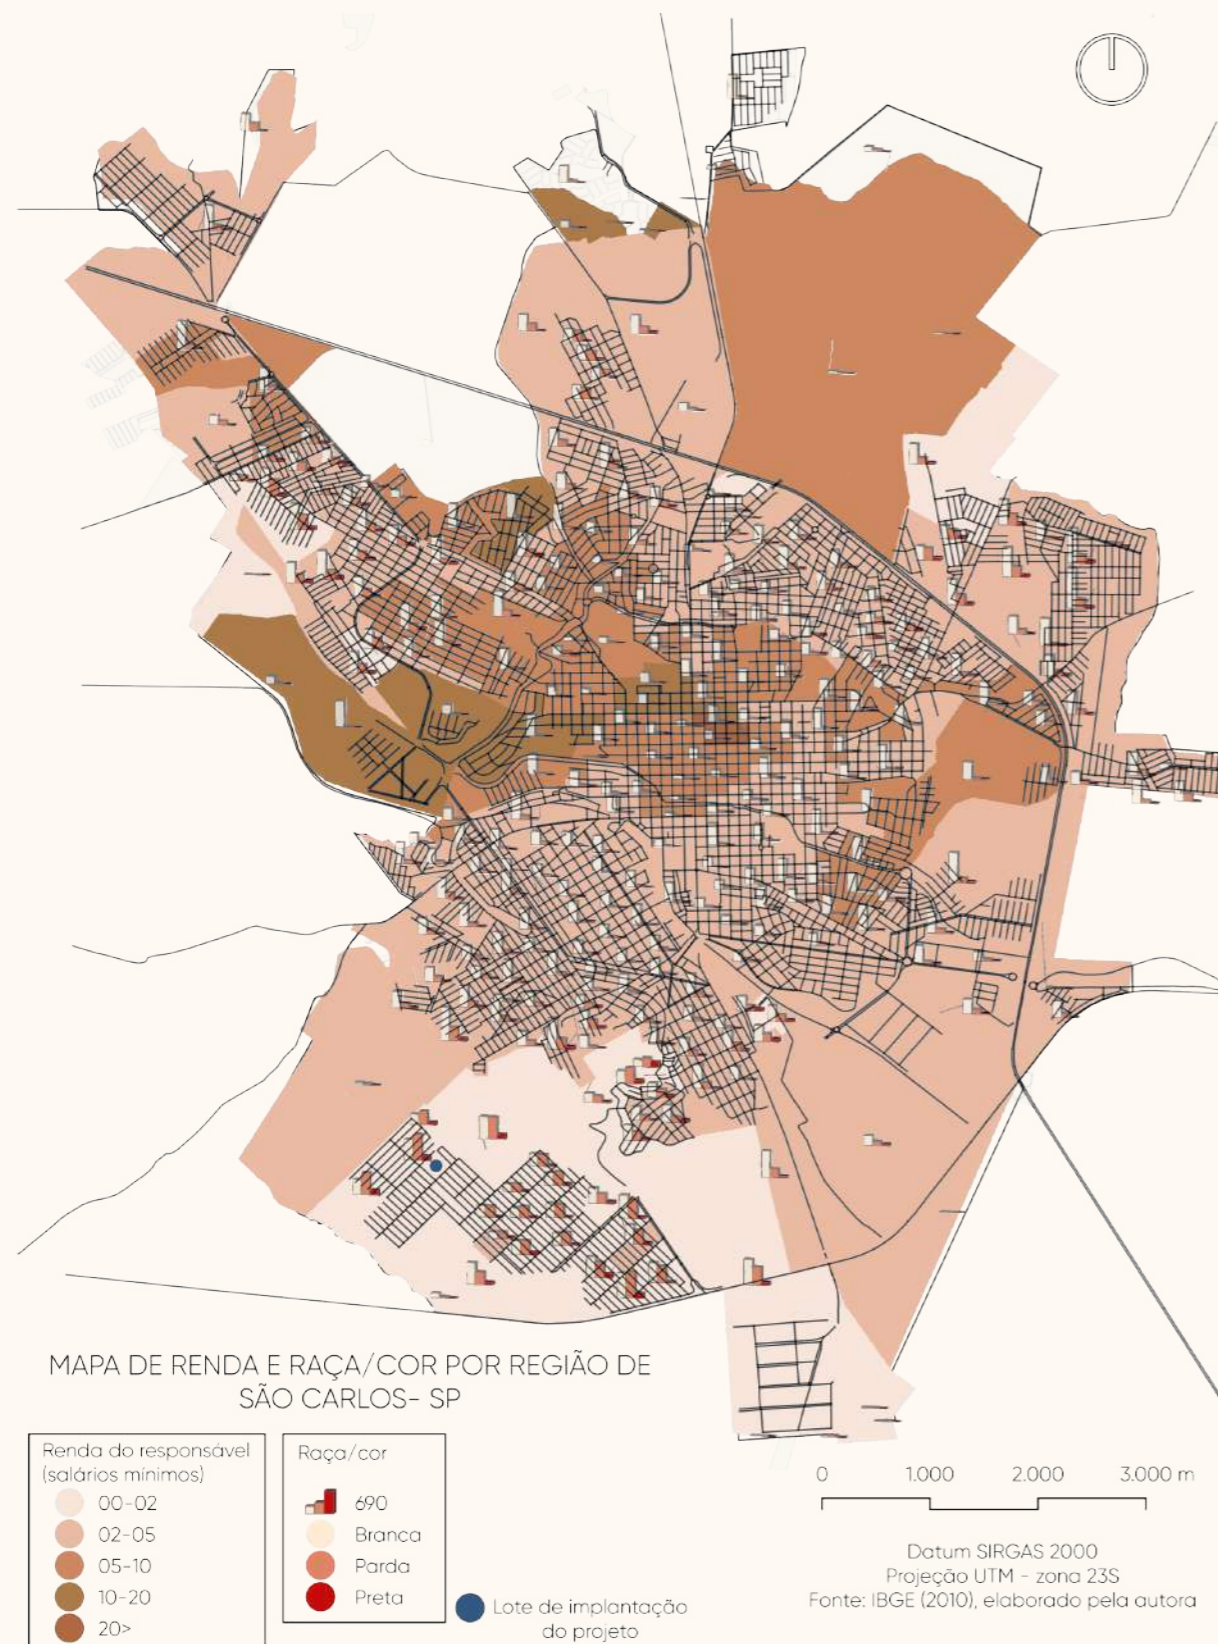 MAPA DE RENDA E RAÇA/COR POR REGIÃO DE
SÃO CARLOS- SP
Renda do responsável
(salários mínimos)
00-02
02-05
05-10
10-20
20>
Raça/cor
690
Branca
Parda
Preta
Lote de implantação
do projeto
0 1.000 2.000 3.000 m
Datum SIRGAS 2000
Projeção UTM - zona 23S
Fonte: IBGE (2010), elaborado pela autora